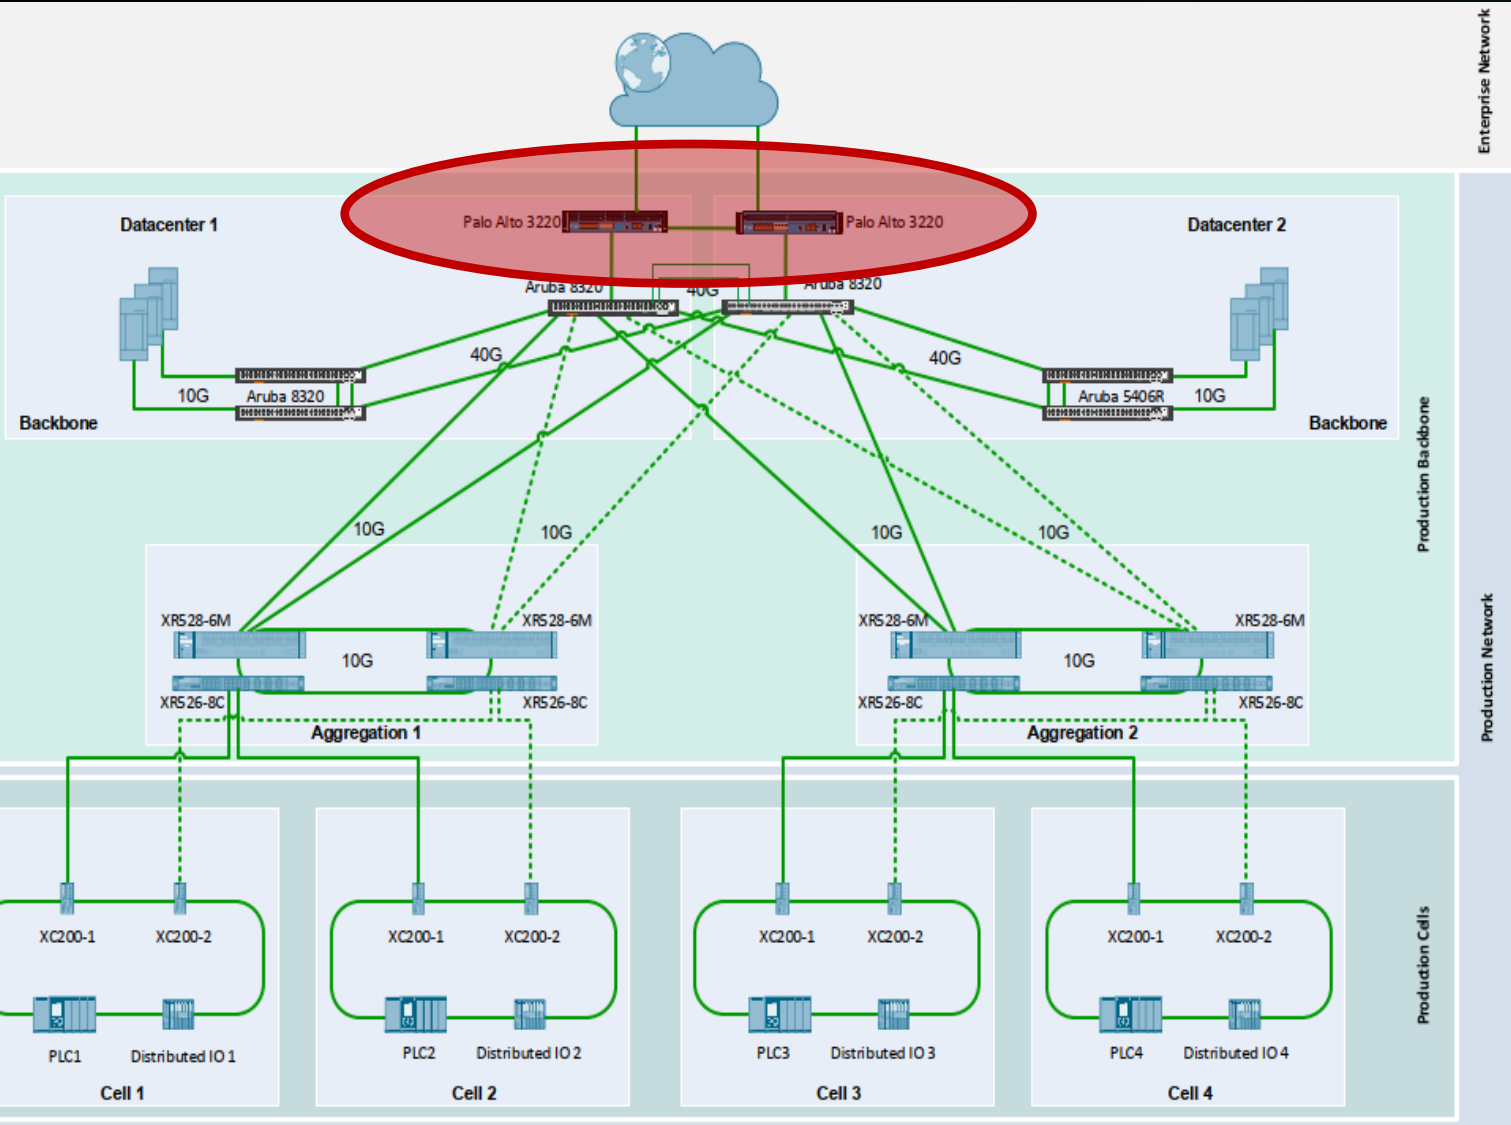 Enterprise Network
Datacenter 1
Palo Alto 3220
Palo Alto 3220
Datacenter 2
Aruba 8320
40G
Aruba 8320
40G
40G
10G
Aruba 8320
Aruba 5406R
10G
Backbone
Backbone
Production Backbone
10G
10G
10G
10G
XR528-6M
XR528-6M
XR528-6M
XR528-6M
10G
10G
XR526-8C
XR526-8C
XR526-8C
XR526-8C
Aggregation 1
Aggregation 2
Production Network
XC200-1
XC200-2
XC200-1
XC200-2
XC200-1
XC200-2
XC200-1
XC200-2
Production Cells
PLC1
Distributed IO 1
PLC2
Distributed IO 2
PLC3
Distributed IO 3
PLC4
Distributed IO 4
Cell 1
Cell 2
Cell 3
Cell 4